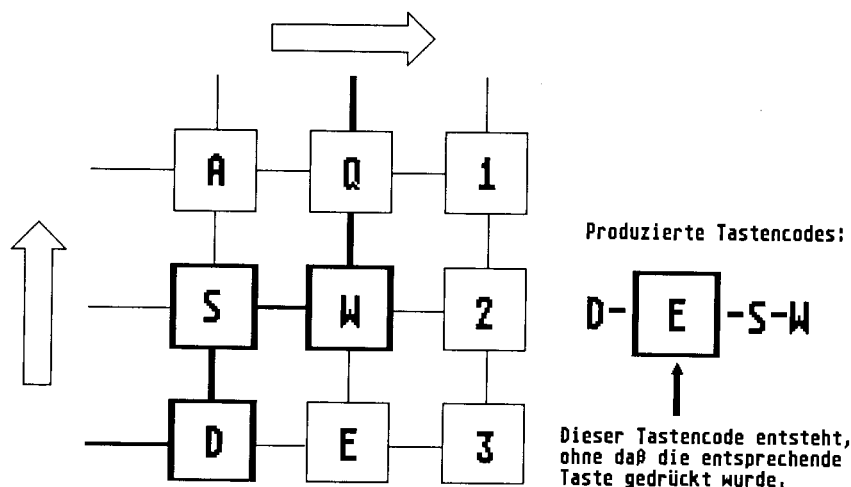 A Q 1
S W 2
D E 3
Produzierte Tastencodes:
D- E -S-W
Dieser Tastencode entsteht,
ohne daß die entsprechende
Taste gedrückt wurde.